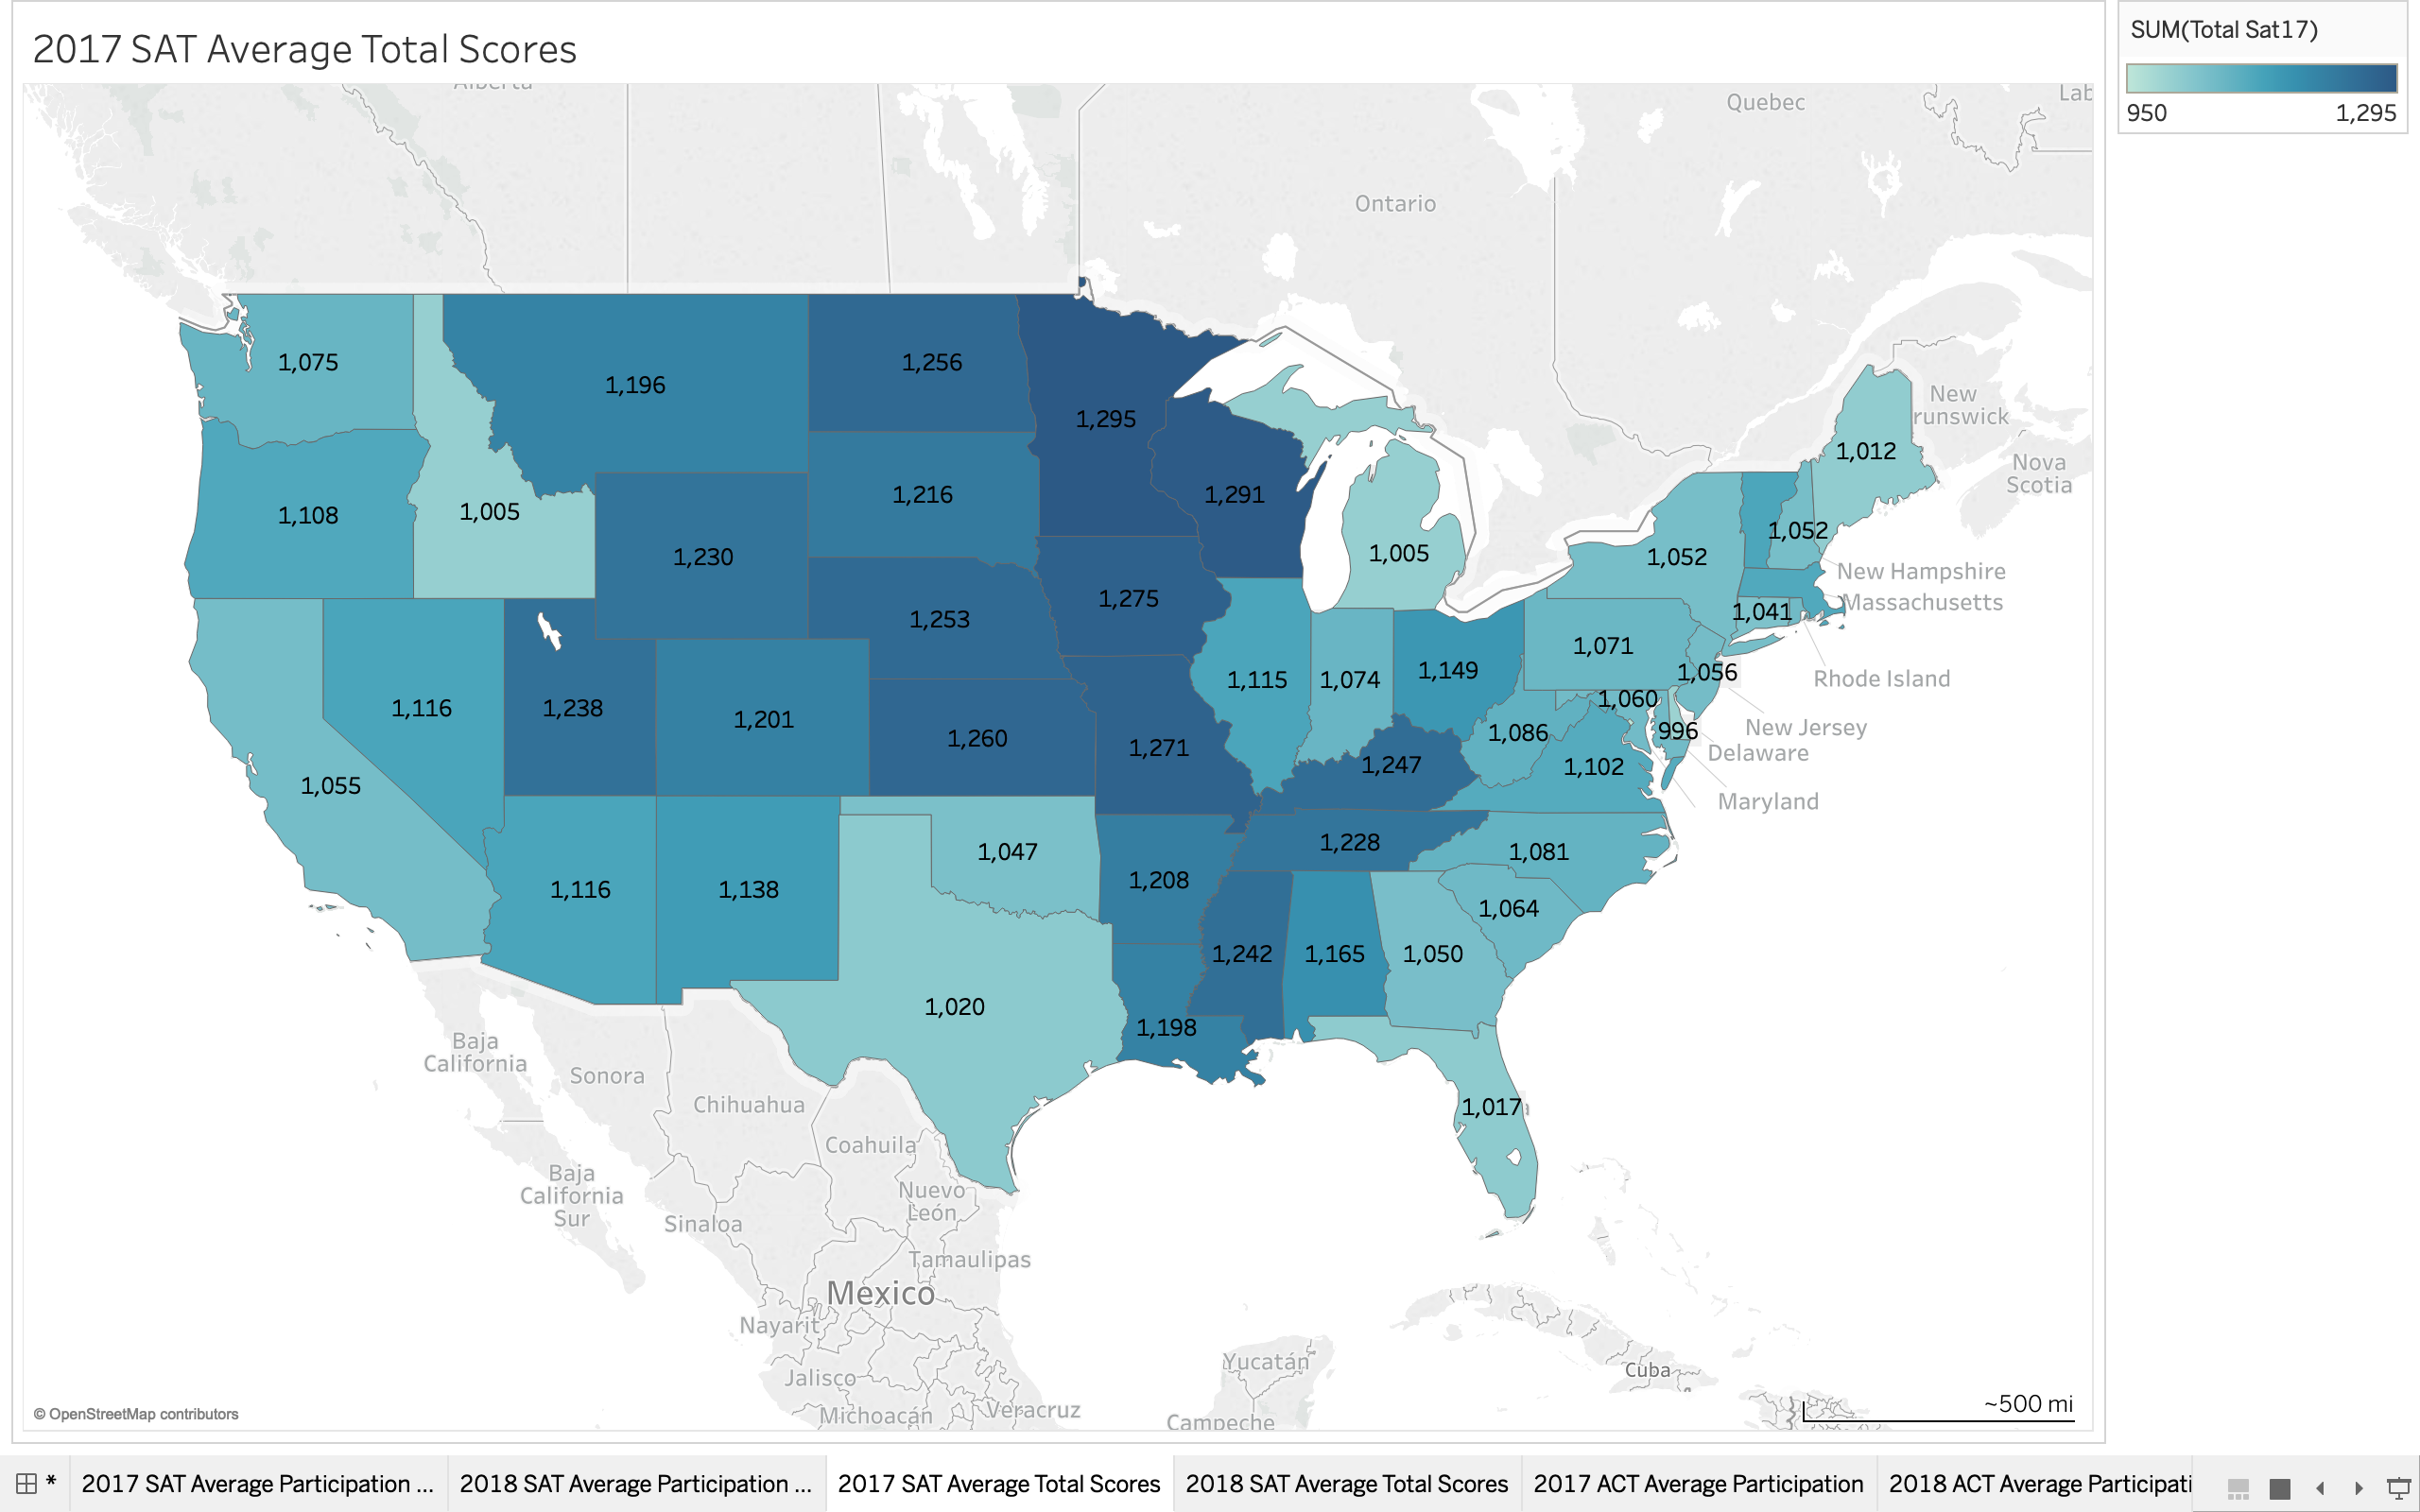 2017 SAT Average Total Scores
SUM(Total Sat17)
950 1,295
Alberta
Quebec
Lab
Ontario
1,075
1,196
1,256
1,295
1,012
New
runswick
Nova
Scotia
1,108
1,005
1,216
1,291
1,230
1,005
1,052
1,052
New Hampshire
Massachusetts
1,253
1,275
1,041
1,071
1,056
Rhode Island
1,116
1,238
1,201
1,260
1,271
1,115
1,074
1,149
1,060
996
New Jersey
Delaware
1,086
1,055
1,247
1,102
Maryland
1,116
1,138
1,047
1,208
1,228
1,081
1,064
1,020
1,198
1,242
1,165
1,050
1,017
Baja
California
Sonora
Chihuahua
Coahuila
Baja
California
Sur
Sinaloa
Nuevo
León
Tamaulipas
Mexico
Nayarit
Jalisco
Michoacán
Veracruz
Yucatán
Campeche
Cuba
© OpenStreetMap contributors
~500 mi
* 2017 SAT Average Participation ... 2018 SAT Average Participation ... 2017 SAT Average Total Scores 2018 SAT Average Total Scores 2017 ACT Average Participation 2018 ACT Average Participati